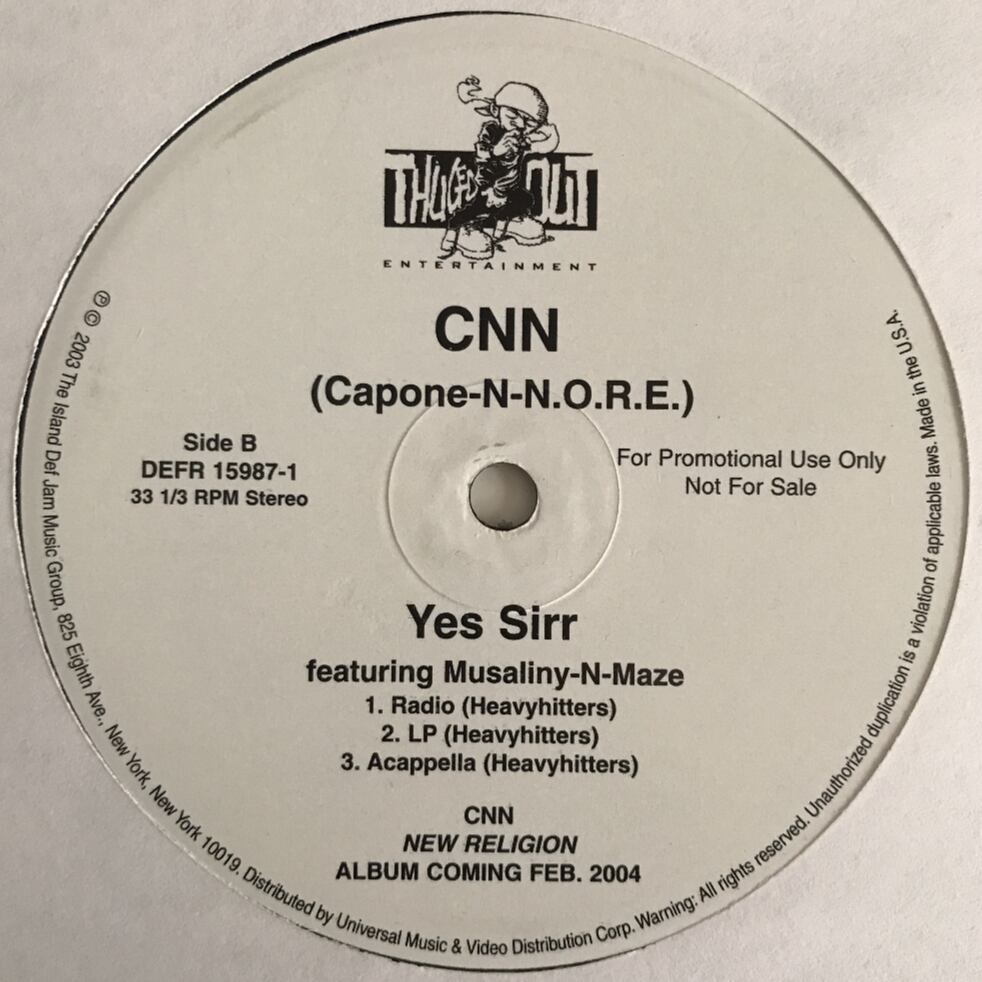 THUGED OUT
ENTERTAINMENT
CNN
(Capone-N-N.O.R.E.)
Side B
DEFR 15987-1
33 1/3 RPM Stereo
For Promotional Use Only
Not For Sale
Yes Sirr
featuring Musaliny-N-Maze
1. Radio (Heavyhitters)
2. LP (Heavyhitters)
3. Acappella (Heavyhitters)
CNN
NEW RELIGION
ALBUM COMING FEB. 2004
℗ © 2003 The Island Def Jam Music Group, 825 Eighth Ave., New York, New York 10019. Distributed by Universal Music & Video Distribution Corp. Warning: All rights reserved. Unauthorized duplication is a violation of applicable laws. Made in the U.S.A.